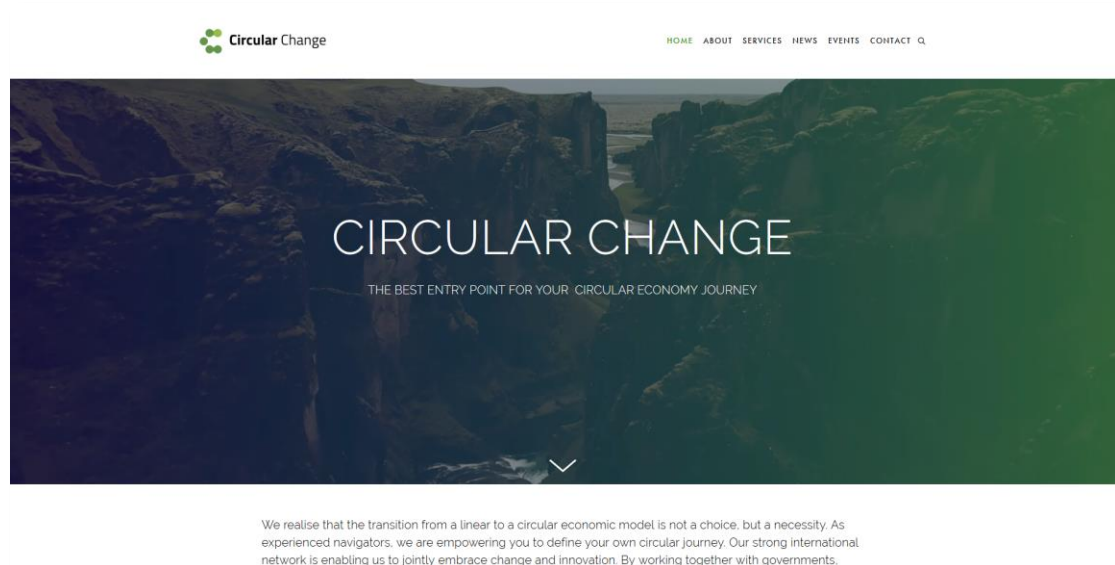 Circular Change
HOME ABOUT SERVICES NEWS EVENTS CONTACT
CIRCULAR CHANGE
THE BEST ENTRY POINT FOR YOUR CIRCULAR ECONOMY JOURNEY
We realise that the transition from a linear to a circular economic model is not a choice, but a necessity. As
experienced navigators, we are empowering you to define your own circular journey. Our strong international
network is enabling us to jointly embrace change and innovation. By working together with governments,